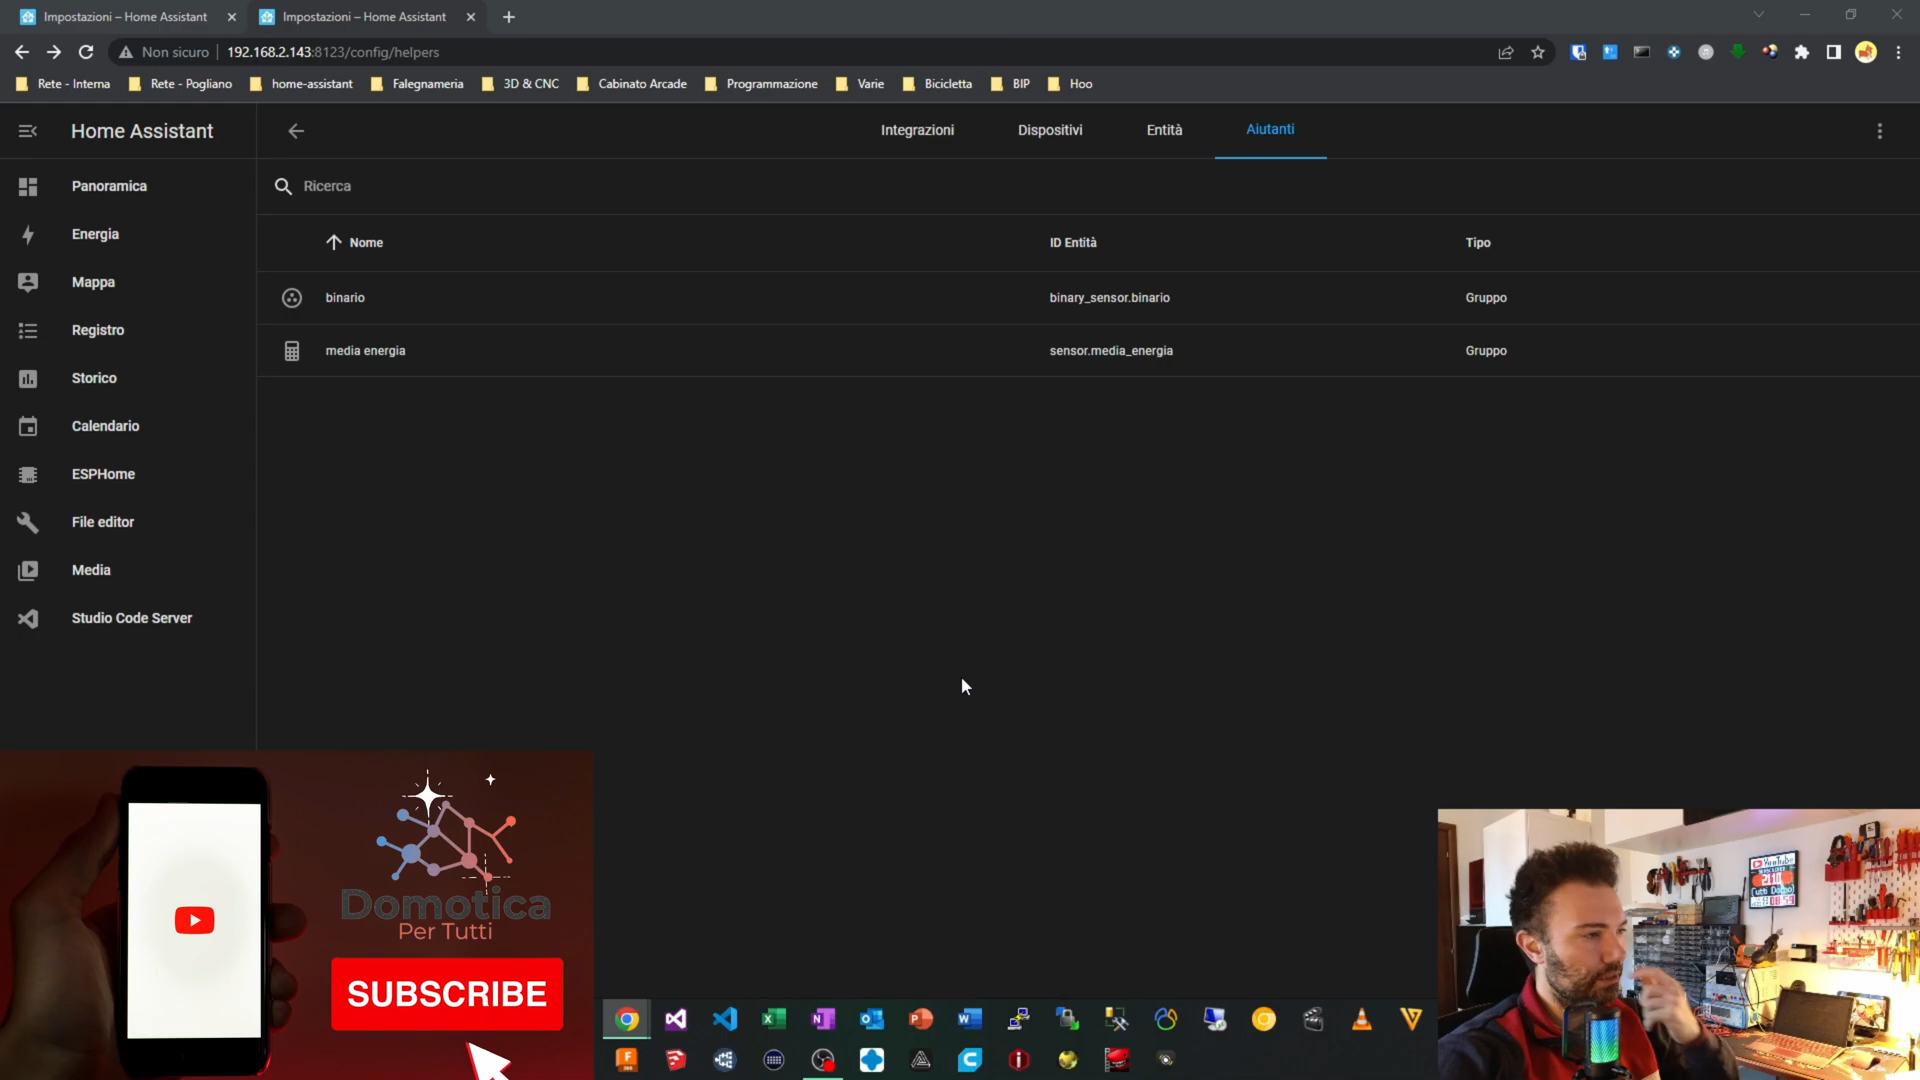 Impostazioni – Home Assistant
Impostazioni – Home Assistant
Non sicuro
192.168.2.143:8123/config/helpers
Rete - Interna
Rete - Pogliano
home-assistant
Falegnameria
3D & CNC
Cabinato Arcade
Programmazione
Varie
Bicicletta
BIP
Hoo
Home Assistant
Integrazioni
Dispositivi
Entità
Aiutanti
Panoramica
Energia
Mappa
Registro
Storico
Calendario
ESPHome
File editor
Media
Studio Code Server
Ricerca
Nome
ID Entità
Tipo
binario
binary_sensor.binario
Gruppo
media energia
sensor.media_energia
Gruppo
Domotica
Per Tutti
SUBSCRIBE
YouTube